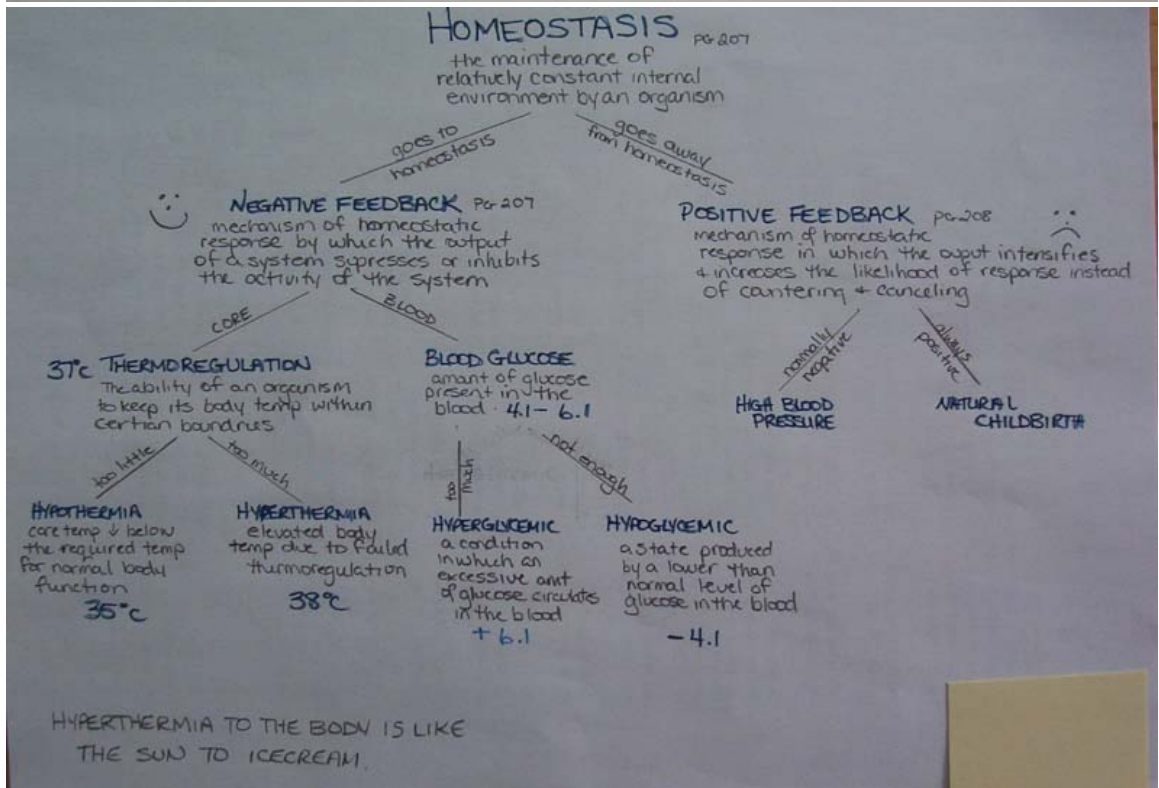 HOMEOSTASIS PG 207
the maintenance of
relatively constant internal
environment by an organism
goes to
homeostasis
goes away
from homeostasis
NEGATIVE FEEDBACK PG 207
mechanism of homeostatic
response by which the output
of a system supresses or inhibits
the activity of the system
POSITIVE FEEDBACK PG 208
mechanism of homeostatic
response in which the ouput intensifies
+ increases the likelihood of response instead
of cantering + canceling
CORE
BLOOD
normally
negative
always
positive
37°C THERMOREGULATION
The ability of an organism
to keep its body temp within
certian boundries
BLOOD GLUCOSE
amant of glucose
present in the
blood · 4.1 - 6.1
HIGH BLOOD
PRESSURE
NATURAL
CHILDBIRTH
too little
too much
too
much
not enough
HYPOTHERMIA
core temp ↓ below
the required temp
for normal body
function
35°C
HYPERTHERMIA
elevated body
temp due to failed
thurmoregulation
38°C
HYPERGLYCEMIC
a condition
in which an
excessive amt
of glucose circulates
in the blood
+ 6.1
HYPOGLYCEMIC
a state produced
by a lower than
normal level of
glucose in the blood
- 4.1
HYPERTHERMIA TO THE BODY IS LIKE
THE SUN TO ICECREAM.